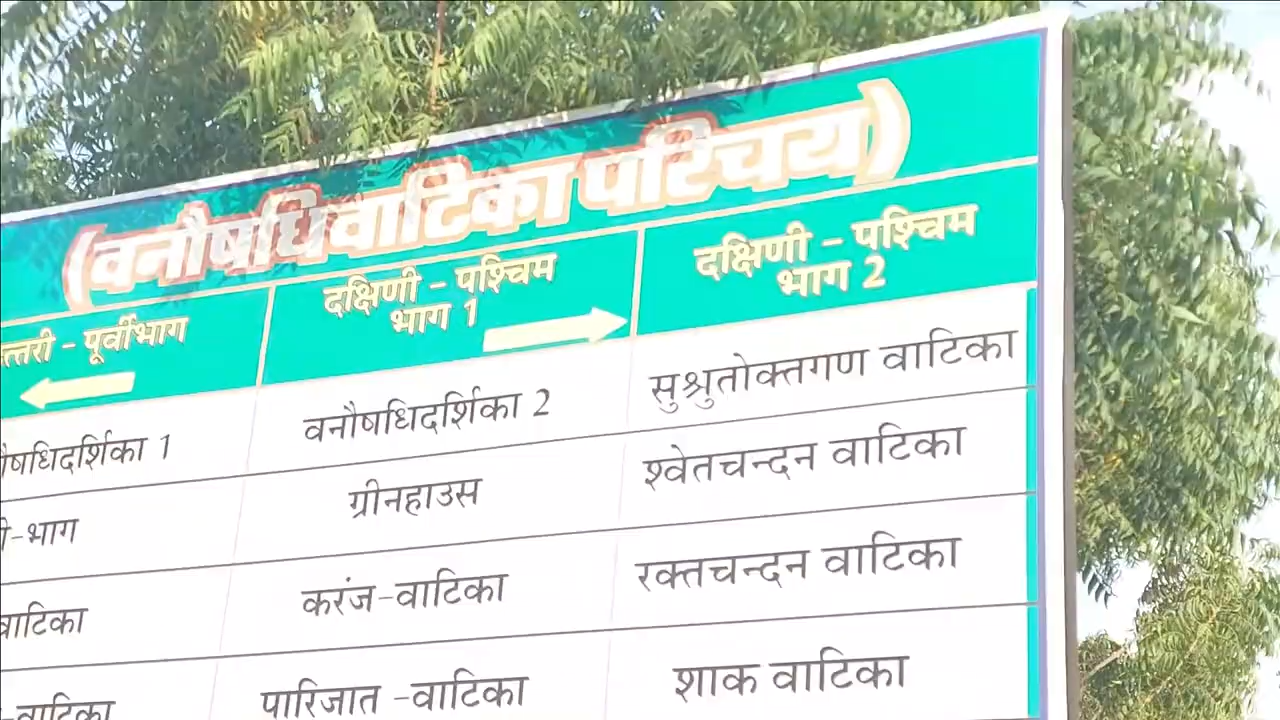 (वनौषधिवाटिका परिचय)
पूर्वीभाग
दक्षिणी - पश्चिम
भाग 1
दक्षिणी - पश्चिम
भाग 2
1
वनौषधिदर्शिका 2
सुश्रुतोक्तगण वाटिका
-भाग
ग्रीनहाउस
श्वेतचन्दन वाटिका
वाटिका
करंज-वाटिका
रक्तचन्दन वाटिका
-वाटिका
पारिजात -वाटिका
शाक वाटिका